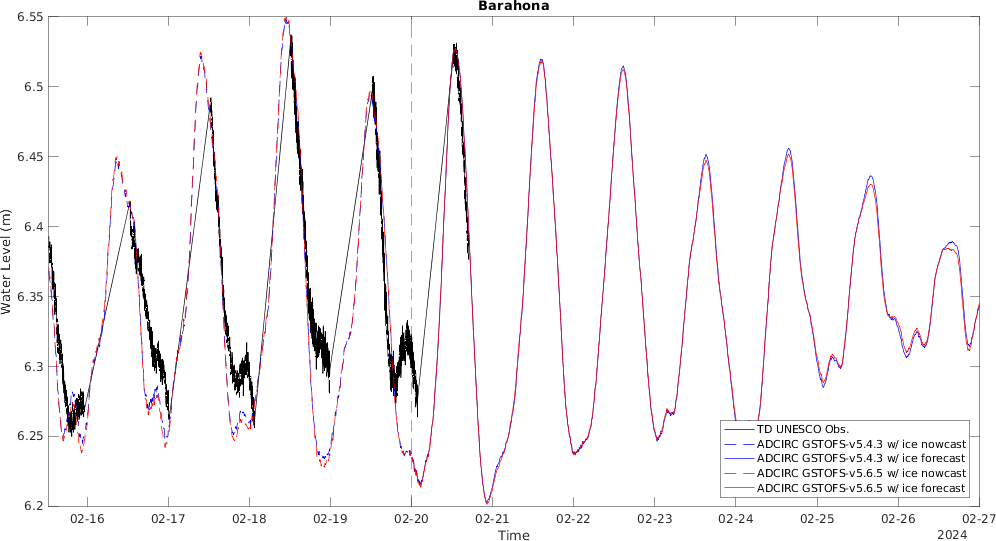 Barahona
6.55
6.5
6.45
6.4
6.35
6.3
6.25
6.2
Water Level (m)
TD UNESCO Obs.
ADCIRC GSTOFS-v5.4.3 w/ ice nowcast
ADCIRC GSTOFS-v5.4.3 w/ ice forecast
ADCIRC GSTOFS-v5.6.5 w/ ice nowcast
ADCIRC GSTOFS-v5.6.5 w/ ice forecast
02-16 02-17 02-18 02-19 02-20 02-21 02-22 02-23 02-24 02-25 02-26 02-27
Time
2024